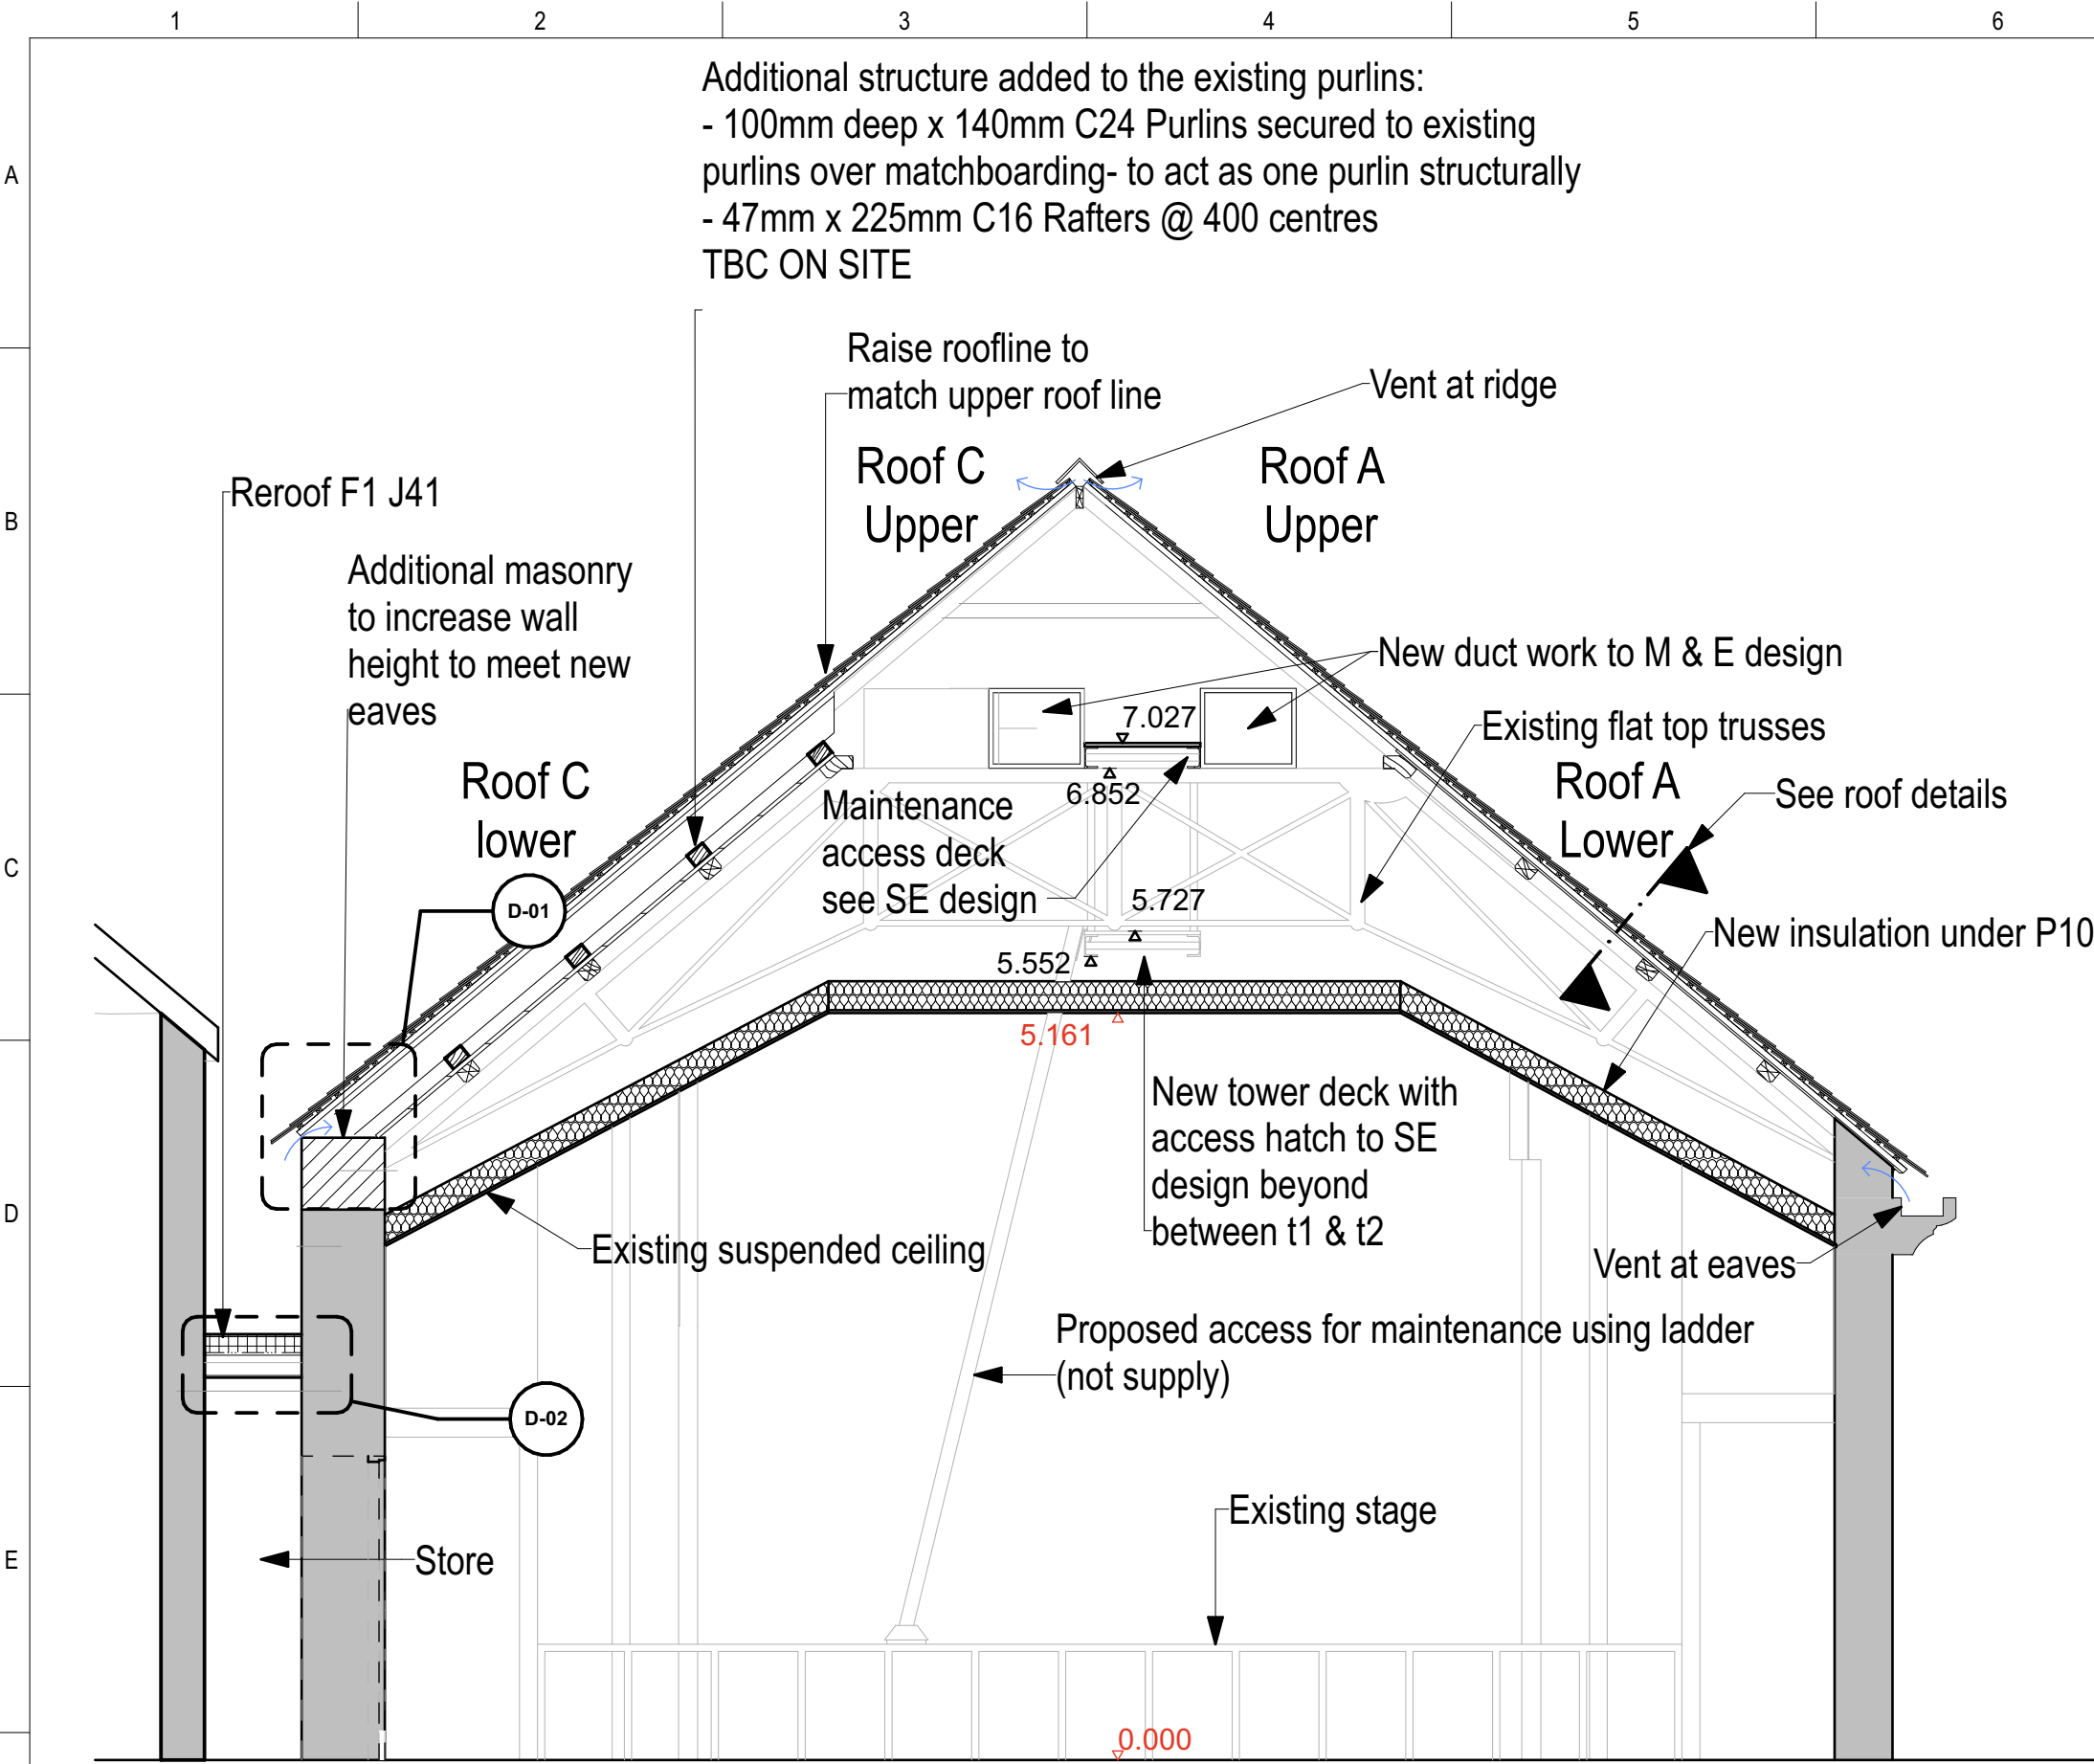 1 2 3 4 5 6
A
B
C
D
E
Additional structure added to the existing purlins:
- 100mm deep x 140mm C24 Purlins secured to existing
purlins over matchboarding- to act as one purlin structurally
- 47mm x 225mm C16 Rafters @ 400 centres
TBC ON SITE
Raise roofline to
match upper roof line
Vent at ridge
Roof C
Upper
Roof A
Upper
Reroof F1 J41
Additional masonry
to increase wall
height to meet new
eaves
New duct work to M & E design
7.027
Existing flat top trusses
Roof C
lower
6.852
Maintenance
access deck
see SE design
Roof A
Lower
See roof details
D-01
5.727
New insulation under P10
5.552
5.161
New tower deck with
access hatch to SE
design beyond
between t1 & t2
Existing suspended ceiling
Vent at eaves
Proposed access for maintenance using ladder
(not supply)
D-02
Existing stage
Store
0.000